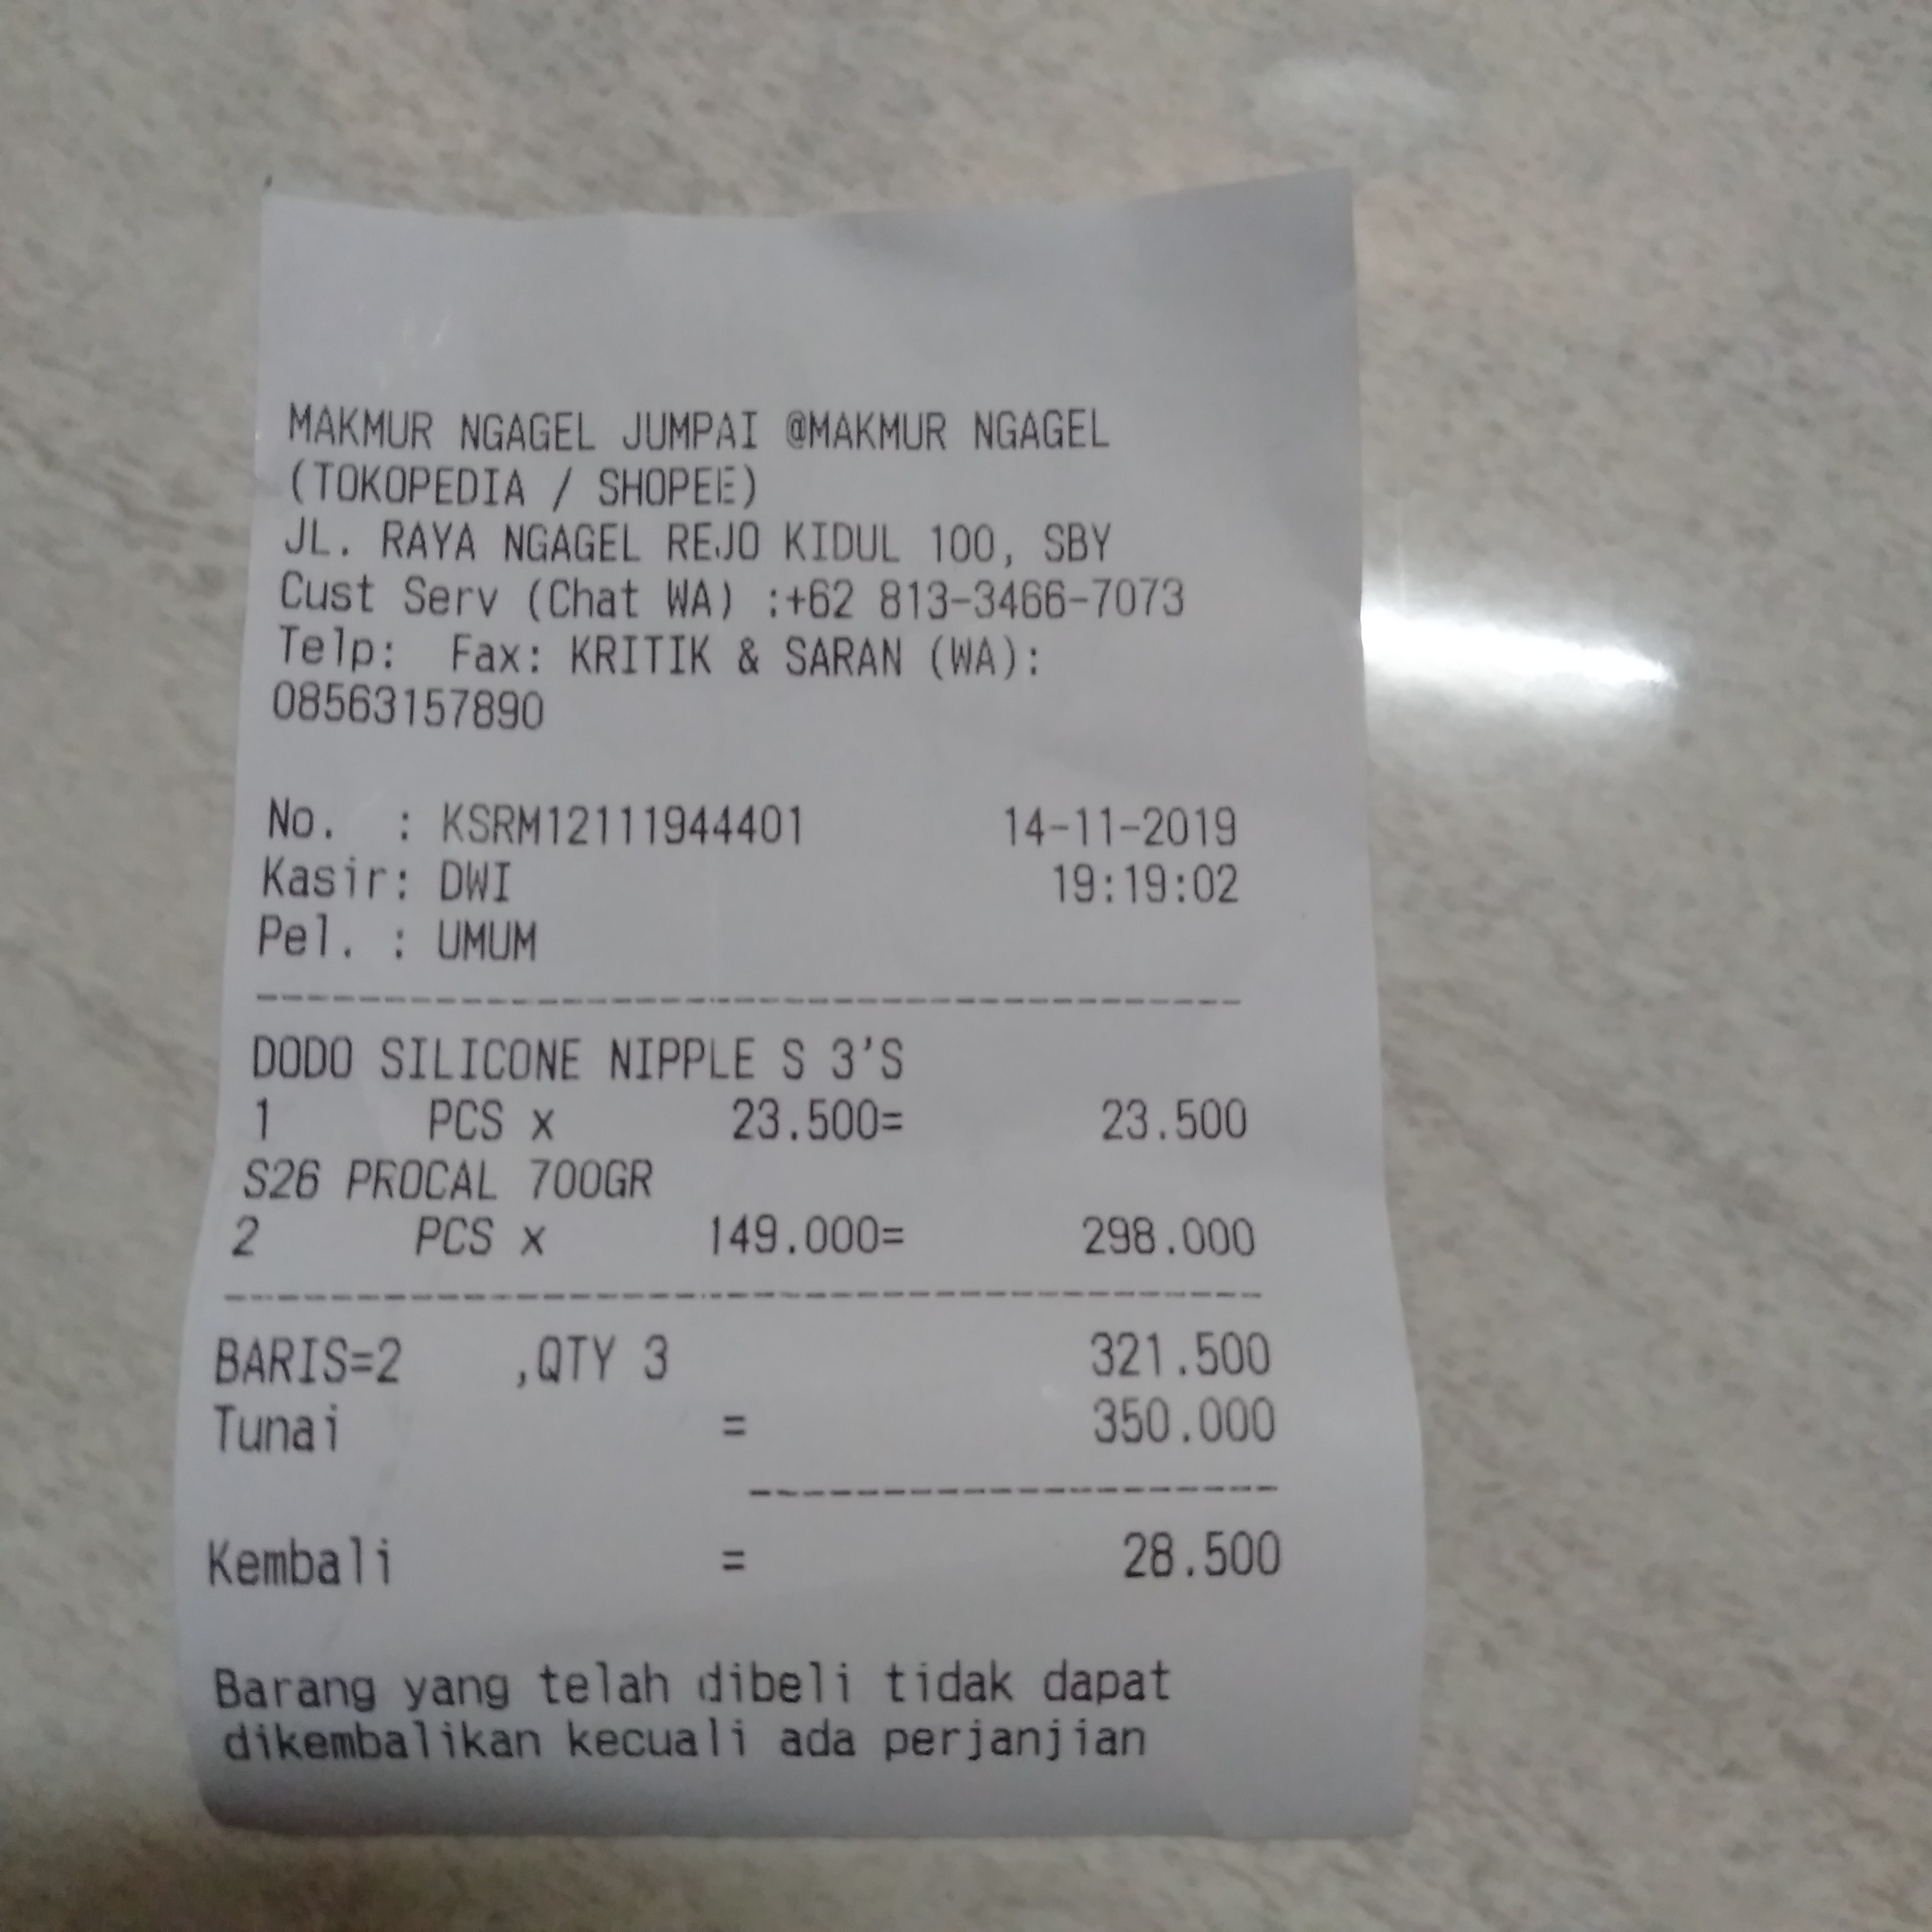 MAKMUR NGAGEL JUMPAI @MAKMUR NGAGEL
(TOKOPEDIA / SHOPEE)
JL. RAYA NGAGEL REJO KIDUL 100, SBY
Cust Serv (Chat WA) :+62 813-3466-7073
Telp: Fax: KRITIK & SARAN (WA):
08563157890
No. : KSRM12111944401 14-11-2019
Kasir: DWI 19:19:02
Pel. : UMUM
----------------------------------------
DODO SILICONE NIPPLE S 3'S
1 PCS x 23.500= 23.500
S26 PROCAL 700GR
2 PCS x 149.000= 298.000
----------------------------------------
BARIS=2 ,QTY 3 321.500
Tunai = 350.000
--------------------
Kembali = 28.500
Barang yang telah dibeli tidak dapat
dikembalikan kecuali ada perjanjian